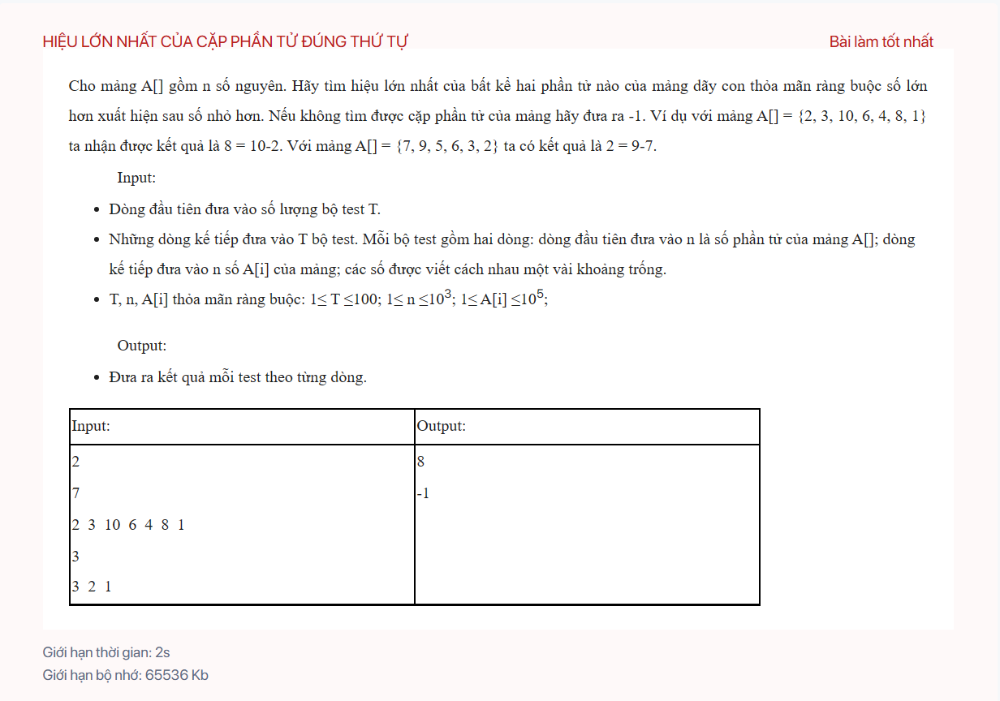 HIỆU LỚN NHẤT CỦA CẶP PHẦN TỬ ĐÚNG THỨ TỰ
Bài làm tốt nhất
Cho mảng A[] gồm n số nguyên. Hãy tìm hiệu lớn nhất của bất kể hai phần tử nào của mảng dãy con thỏa mãn ràng buộc số lớn
hơn xuất hiện sau số nhỏ hơn. Nếu không tìm được cặp phần tử của mảng hãy đưa ra -1. Ví dụ với mảng A[] = {2, 3, 10, 6, 4, 8, 1}
ta nhận được kết quả là 8 = 10-2. Với mảng A[] = {7, 9, 5, 6, 3, 2} ta có kết quả là 2 = 9-7.
Input:
• Dòng đầu tiên đưa vào số lượng bộ test T.
• Những dòng kế tiếp đưa vào T bộ test. Mỗi bộ test gồm hai dòng: dòng đầu tiên đưa vào n là số phần tử của mảng A[]; dòng
kế tiếp đưa vào n số A[i] của mảng; các số được viết cách nhau một vài khoảng trống.
• T, n, A[i] thỏa mãn ràng buộc: 1≤ T ≤100; 1≤ n ≤10³; 1≤ A[i] ≤10⁵;
Output:
• Đưa ra kết quả mỗi test theo từng dòng.
Input:
Output:
2
7
2 3 10 6 4 8 1
3
3 2 1
8
-1
Giới hạn thời gian: 2s
Giới hạn bộ nhớ: 65536 Kb